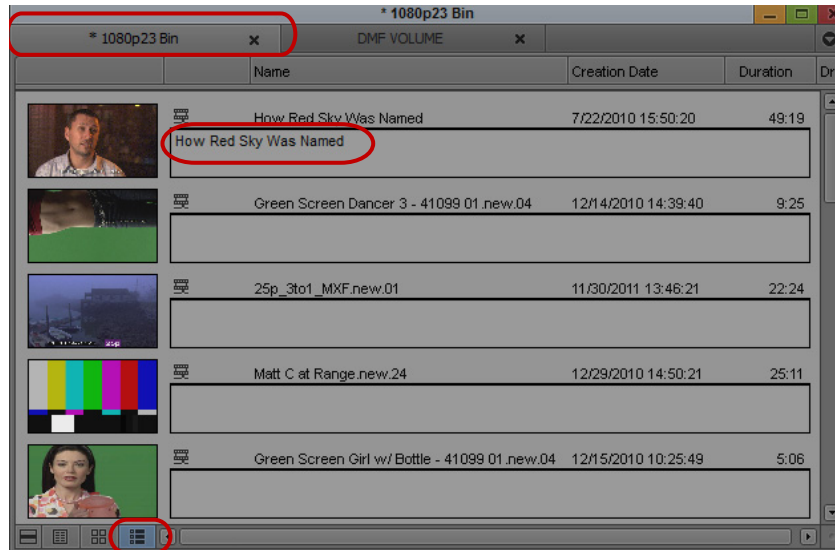 * 1080p23 Bin
* 1080p23 Bin DMF VOLUME
Name Creation Date Duration Dr
How Red Sky Was Named 7/22/2010 15:50:20 49:19
How Red Sky Was Named
Green Screen Dancer 3 - 41099 01.new.04 12/14/2010 14:39:40 9:25
25p_3to1_MXF.new.01 11/30/2011 13:46:21 22:24
Matt C at Range.new.24 12/29/2010 14:50:21 25:11
Green Screen Girl w/ Bottle - 41099 01.new.04 12/15/2010 10:25:49 5:06